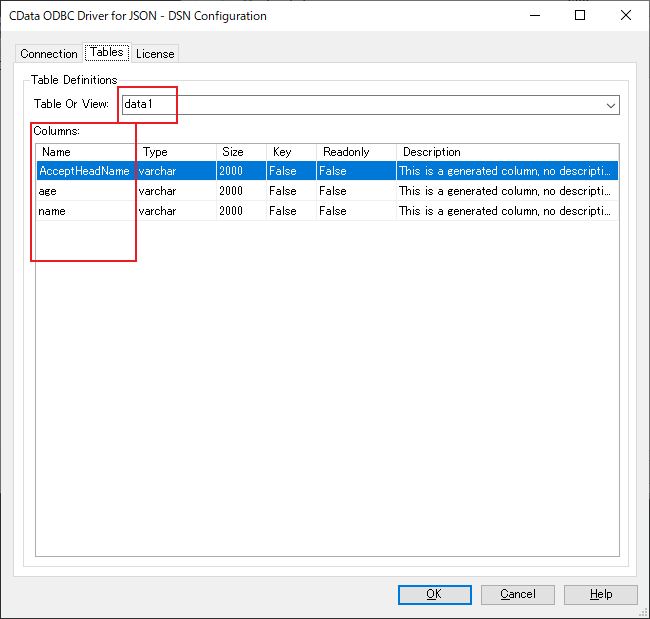 CData ODBC Driver for JSON - DSN Configuration
Connection Tables License
Table Definitions
Table Or View: data1
Columns:
Name Type Size Key Readonly Description
AcceptHeadName varchar 2000 False False This is a generated column, no descripti...
age varchar 2000 False False This is a generated column, no descripti...
name varchar 2000 False False This is a generated column, no descripti...
OK Cancel Help